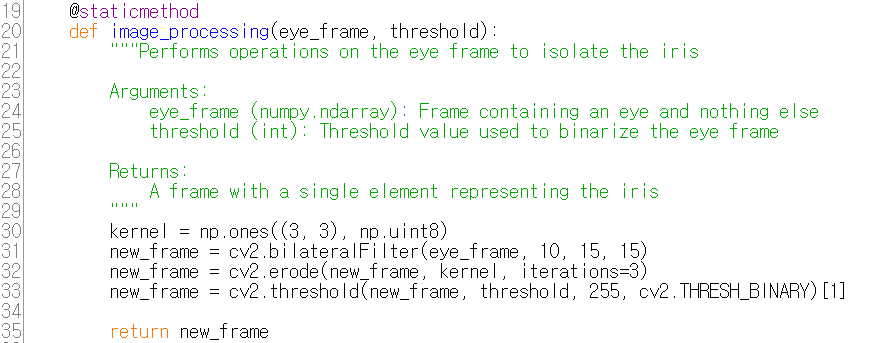 19 @staticmethod
20 def image_processing(eye_frame, threshold):
21 """Performs operations on the eye frame to isolate the iris
22
23 Arguments:
24 eye_frame (numpy.ndarray): Frame containing an eye and nothing else
25 threshold (int): Threshold value used to binarize the eye frame
26
27 Returns:
28 A frame with a single element representing the iris
29 """
30 kernel = np.ones((3, 3), np.uint8)
31 new_frame = cv2.bilateralFilter(eye_frame, 10, 15, 15)
32 new_frame = cv2.erode(new_frame, kernel, iterations=3)
33 new_frame = cv2.threshold(new_frame, threshold, 255, cv2.THRESH_BINARY)[1]
34
35 return new_frame